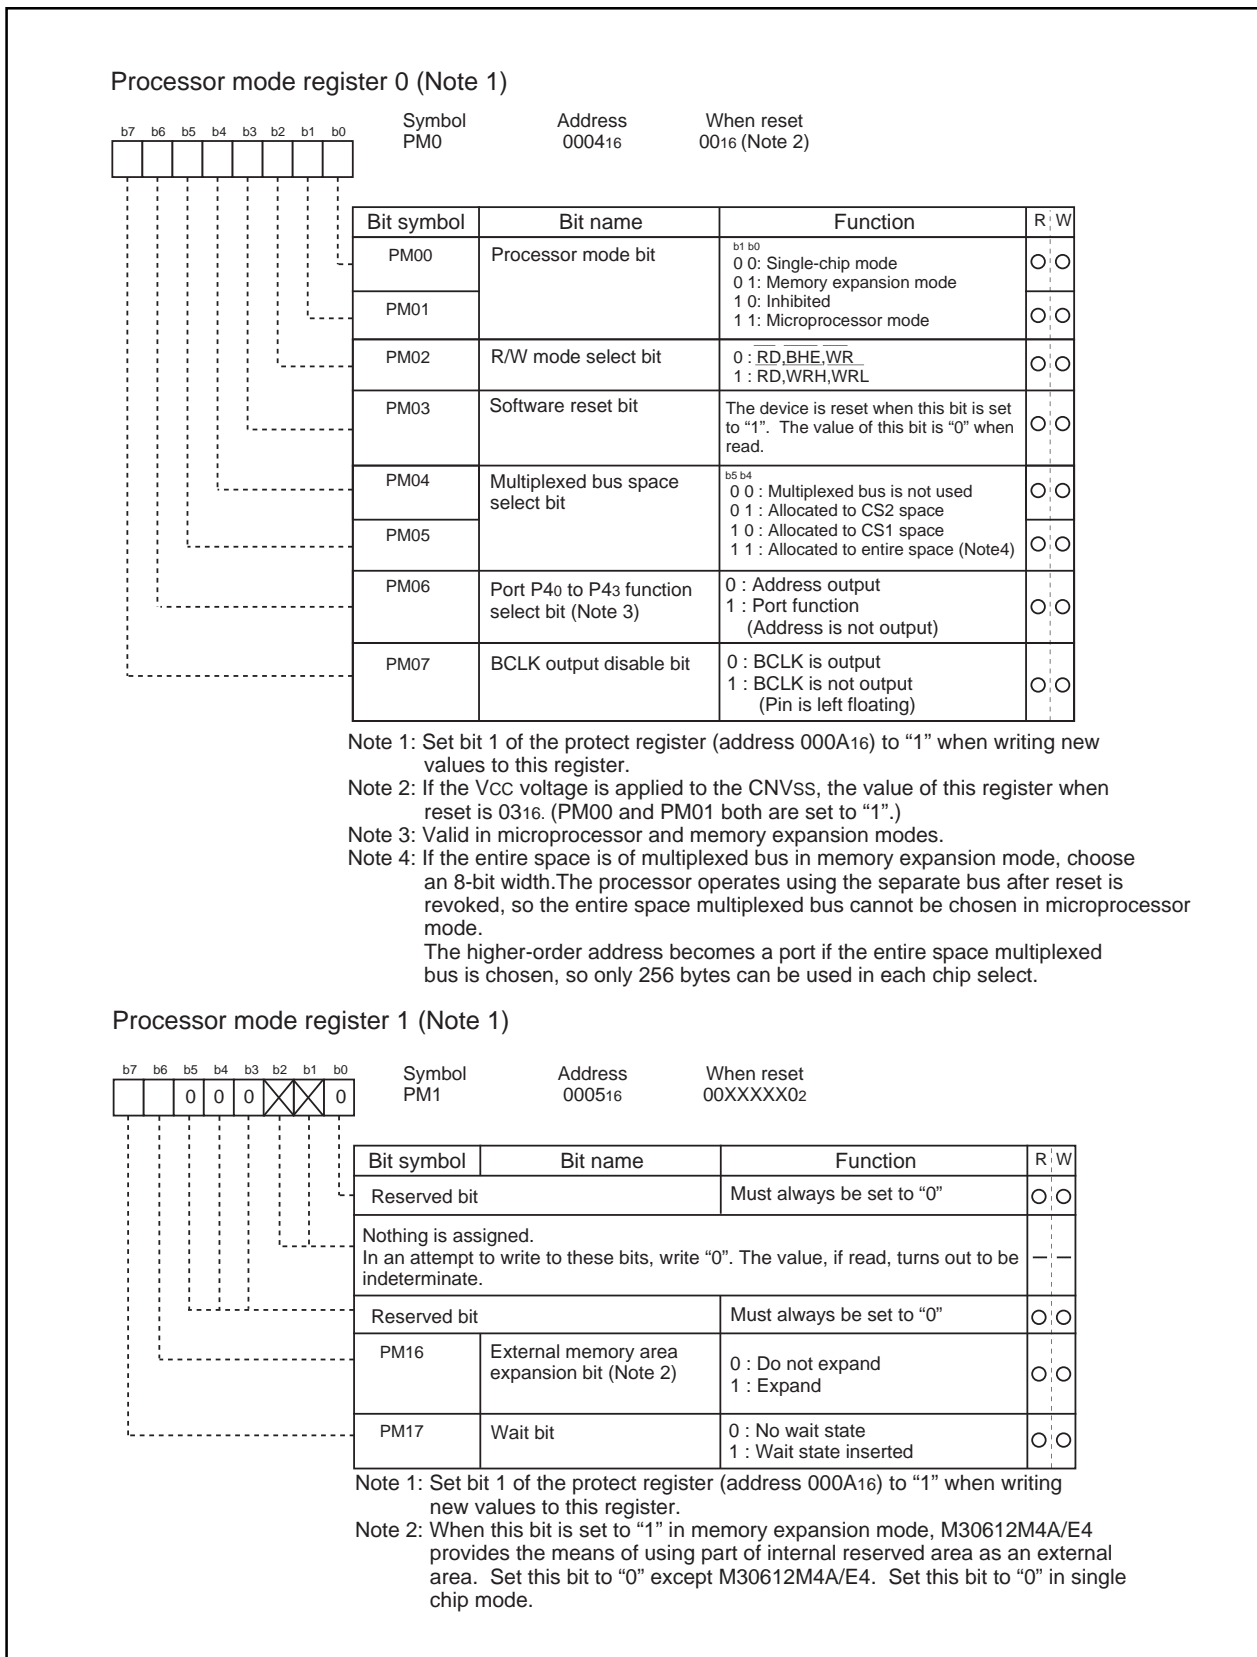 Processor mode register 0 (Note 1)
Symbol Address When reset
PM0 000416 0016 (Note 2)
b7 b6 b5 b4 b3 b2 b1 b0
Bit symbol Bit name Function R W
PM00 Processor mode bit
b1 b0
0 0: Single-chip mode
0 1: Memory expansion mode
PM01 1 0: Inhibited
1 1: Microprocessor mode
PM02 R/W mode select bit 0 : RD,BHE,WR
1 : RD,WRH,WRL
PM03 Software reset bit The device is reset when this bit is set
to “1”. The value of this bit is “0” when
read.
PM04 Multiplexed bus space
select bit
b5 b4
0 0 : Multiplexed bus is not used
0 1 : Allocated to CS2 space
PM05 1 0 : Allocated to CS1 space
1 1 : Allocated to entire space (Note4)
PM06 Port P40 to P43 function
select bit (Note 3)
0 : Address output
1 : Port function
(Address is not output)
PM07 BCLK output disable bit 0 : BCLK is output
1 : BCLK is not output
(Pin is left floating)
Note 1: Set bit 1 of the protect register (address 000A16) to “1” when writing new
values to this register.
Note 2: If the VCC voltage is applied to the CNVSS, the value of this register when
reset is 0316. (PM00 and PM01 both are set to “1”.)
Note 3: Valid in microprocessor and memory expansion modes.
Note 4: If the entire space is of multiplexed bus in memory expansion mode, choose
an 8-bit width.The processor operates using the separate bus after reset is
revoked, so the entire space multiplexed bus cannot be chosen in microprocessor
mode.
The higher-order address becomes a port if the entire space multiplexed
bus is chosen, so only 256 bytes can be used in each chip select.
Processor mode register 1 (Note 1)
Symbol Address When reset
PM1 000516 00XXXXX02
b7 b6 b5 b4 b3 b2 b1 b0
0 0 0 0
Bit symbol Bit name Function R W
Reserved bit Must always be set to “0”
Nothing is assigned.
In an attempt to write to these bits, write “0”. The value, if read, turns out to be
indeterminate.
Reserved bit Must always be set to “0”
PM16 External memory area
expansion bit (Note 2)
0 : Do not expand
1 : Expand
PM17 Wait bit 0 : No wait state
1 : Wait state inserted
Note 1: Set bit 1 of the protect register (address 000A16) to “1” when writing
new values to this register.
Note 2: When this bit is set to “1” in memory expansion mode, M30612M4A/E4
provides the means of using part of internal reserved area as an external
area. Set this bit to “0” except M30612M4A/E4. Set this bit to “0” in single
chip mode.